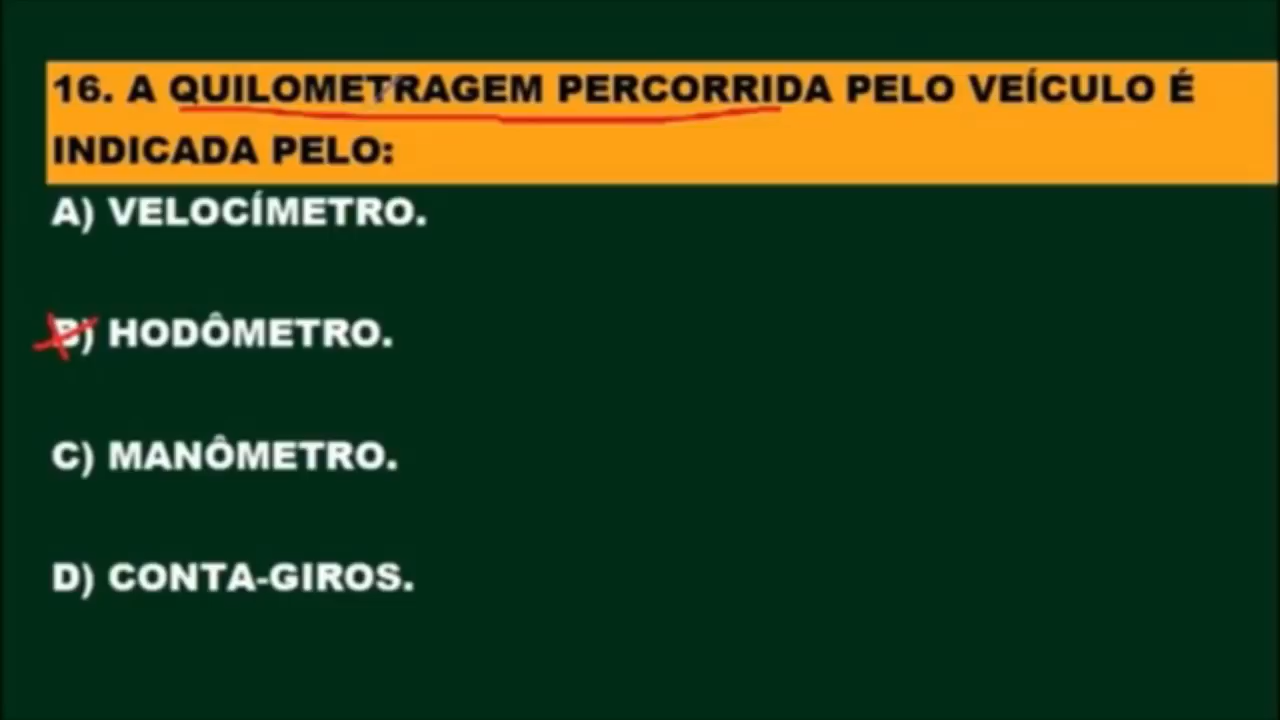 16. A QUILOMETRAGEM PERCORRIDA PELO VEÍCULO É
INDICADA PELO:
A) VELOCÍMETRO.
B) HODÔMETRO.
C) MANÔMETRO.
D) CONTA-GIROS.